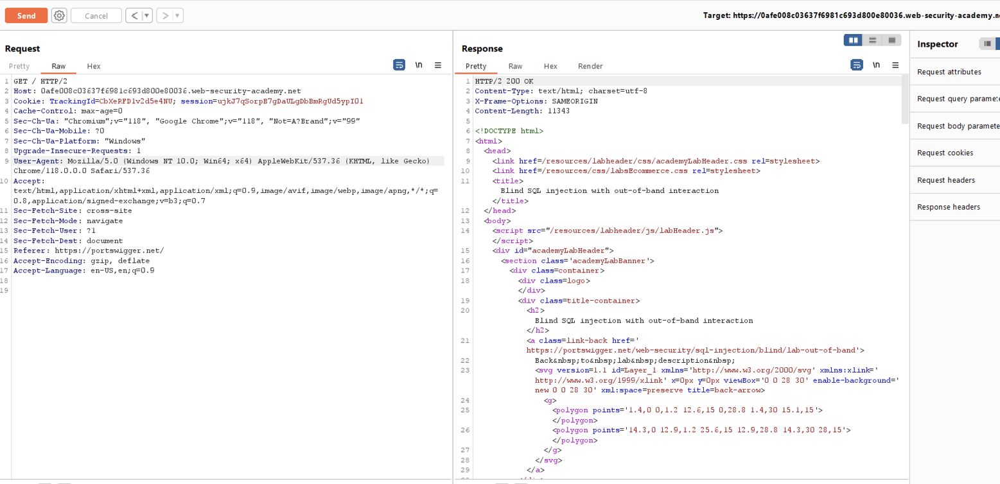 Send
Cancel
< ▼
> ▼
Target: https://0afe008c03637f6981c693d800e80036.web-security-academy.n
Request
Pretty Raw Hex
\n
1 GET / HTTP/2
2 Host: 0afe008c03637f6981c693d800e80036.web-security-academy.net
3 Cookie: TrackingId=CbXeRFD1v2d5e4NU; session=ujkJ7qSorpB7gDaULgDbBmRgUd5ypIO1
4 Cache-Control: max-age=0
5 Sec-Ch-Ua: "Chromium";v="118", "Google Chrome";v="118", "Not=A?Brand";v="99"
6 Sec-Ch-Ua-Mobile: ?0
7 Sec-Ch-Ua-Platform: "Windows"
8 Upgrade-Insecure-Requests: 1
9 User-Agent: Mozilla/5.0 (Windows NT 10.0; Win64; x64) AppleWebKit/537.36 (KHTML, like Gecko)
Chrome/118.0.0.0 Safari/537.36
10 Accept:
text/html,application/xhtml+xml,application/xml;q=0.9,image/avif,image/webp,image/apng,*/*;q=
0.8,application/signed-exchange;v=b3;q=0.7
11 Sec-Fetch-Site: cross-site
12 Sec-Fetch-Mode: navigate
13 Sec-Fetch-User: ?1
14 Sec-Fetch-Dest: document
15 Referer: https://portswigger.net/
16 Accept-Encoding: gzip, deflate
17 Accept-Language: en-US,en;q=0.9
18
19
Response
Pretty Raw Hex Render
\n
1 HTTP/2 200 OK
2 Content-Type: text/html; charset=utf-8
3 X-Frame-Options: SAMEORIGIN
4 Content-Length: 11343
5
6 <!DOCTYPE html>
7 <html>
8 <head>
9 <link href=/resources/labheader/css/academyLabHeader.css rel=stylesheet>
10 <link href=/resources/css/labsEcommerce.css rel=stylesheet>
11 <title>
Blind SQL injection with out-of-band interaction
</title>
12 </head>
13 <body>
14 <script src="/resources/labheader/js/labHeader.js">
</script>
15 <div id="academyLabHeader">
16 <section class='academyLabBanner'>
17 <div class=container>
18 <div class=logo>
</div>
19 <div class=title-container>
20 <h2>
Blind SQL injection with out-of-band interaction
</h2>
21 <a class=link-back href='
https://portswigger.net/web-security/sql-injection/blind/lab-out-of-band'>
22 Back&nbsp;to&nbsp;lab&nbsp;description&nbsp;
23 <svg version=1.1 id=Layer_1 xmlns='http://www.w3.org/2000/svg' xmlns:xlink='
http://www.w3.org/1999/xlink' x=0px y=0px viewBox='0 0 28 30' enable-background='
new 0 0 28 30' xml:space=preserve title=back-arrow>
24 <g>
25 <polygon points='1.4,0 0,1.2 12.6,15 0,28.8 1.4,30 15.1,15'>
</polygon>
26 <polygon points='14.3,0 12.9,1.2 25.6,15 12.9,28.8 14.3,30 28,15'>
</polygon>
27 </g>
28 </svg>
29 </a>
Inspector
Request attributes
Request query paramete
Request body paramete
Request cookies
Request headers
Response headers